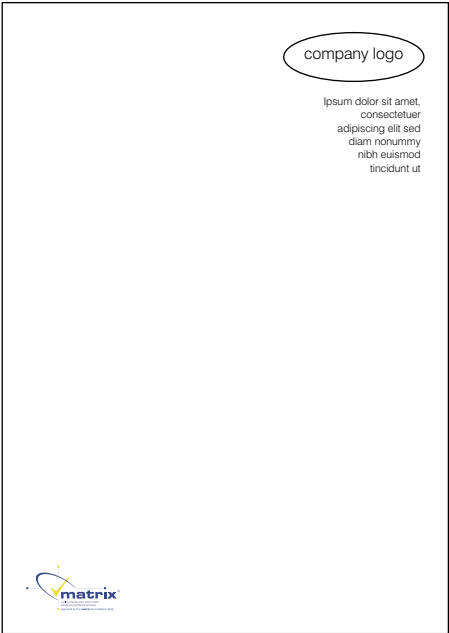 company logo
Ipsum dolor sit amet,
consectetuer
adipiscing elit sed
diam nonummy
nibh euismod
tincidunt ut
matrix